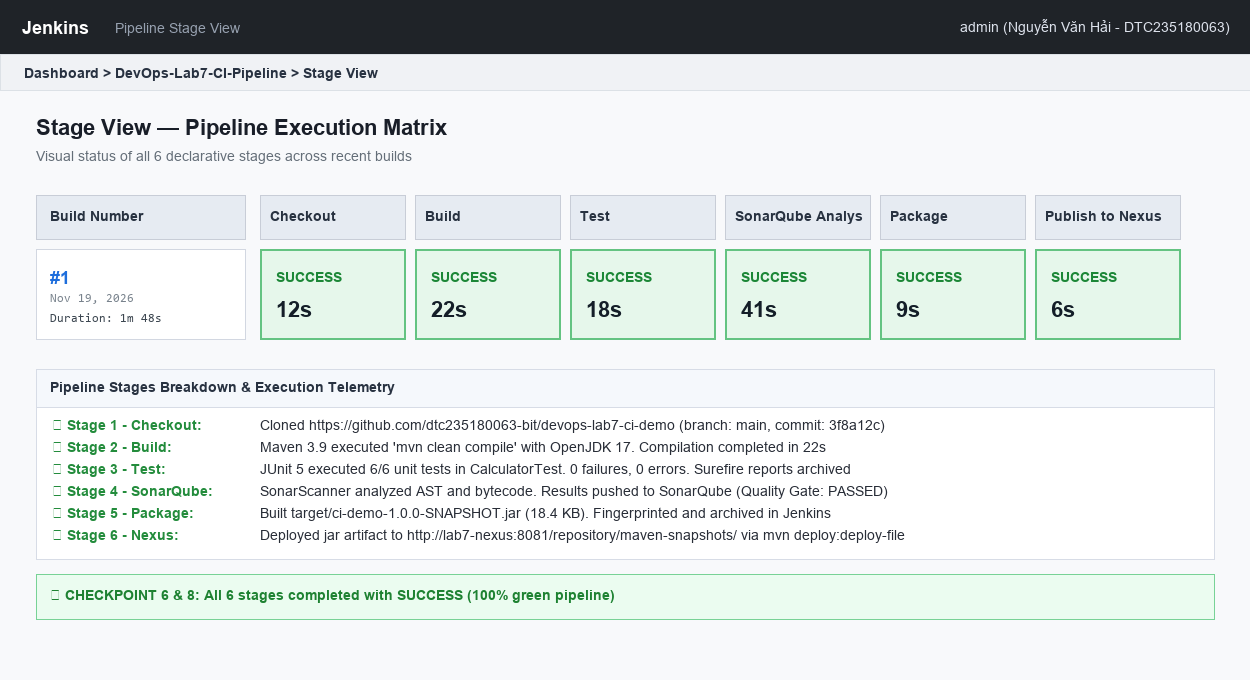 Jenkins Pipeline Stage View admin (Nguyễn Văn Hải - DTC235180063)
Dashboard > DevOps-Lab7-CI-Pipeline > Stage View
Stage View — Pipeline Execution Matrix
Visual status of all 6 declarative stages across recent builds
Build Number Checkout Build Test SonarQube Analys Package Publish to Nexus
#1 SUCCESS SUCCESS SUCCESS SUCCESS SUCCESS SUCCESS
Nov 19, 2026
Duration: 1m 48s 12s 22s 18s 41s 9s 6s
Pipeline Stages Breakdown & Execution Telemetry
Stage 1 - Checkout: Cloned https://github.com/dtc235180063-bit/devops-lab7-ci-demo (branch: main, commit: 3f8a12c)
Stage 2 - Build: Maven 3.9 executed 'mvn clean compile' with OpenJDK 17. Compilation completed in 22s
Stage 3 - Test: JUnit 5 executed 6/6 unit tests in CalculatorTest. 0 failures, 0 errors. Surefire reports archived
Stage 4 - SonarQube: SonarScanner analyzed AST and bytecode. Results pushed to SonarQube (Quality Gate: PASSED)
Stage 5 - Package: Built target/ci-demo-1.0.0-SNAPSHOT.jar (18.4 KB). Fingerprinted and archived in Jenkins
Stage 6 - Nexus: Deployed jar artifact to http://lab7-nexus:8081/repository/maven-snapshots/ via mvn deploy:deploy-file
CHECKPOINT 6 & 8: All 6 stages completed with SUCCESS (100% green pipeline)